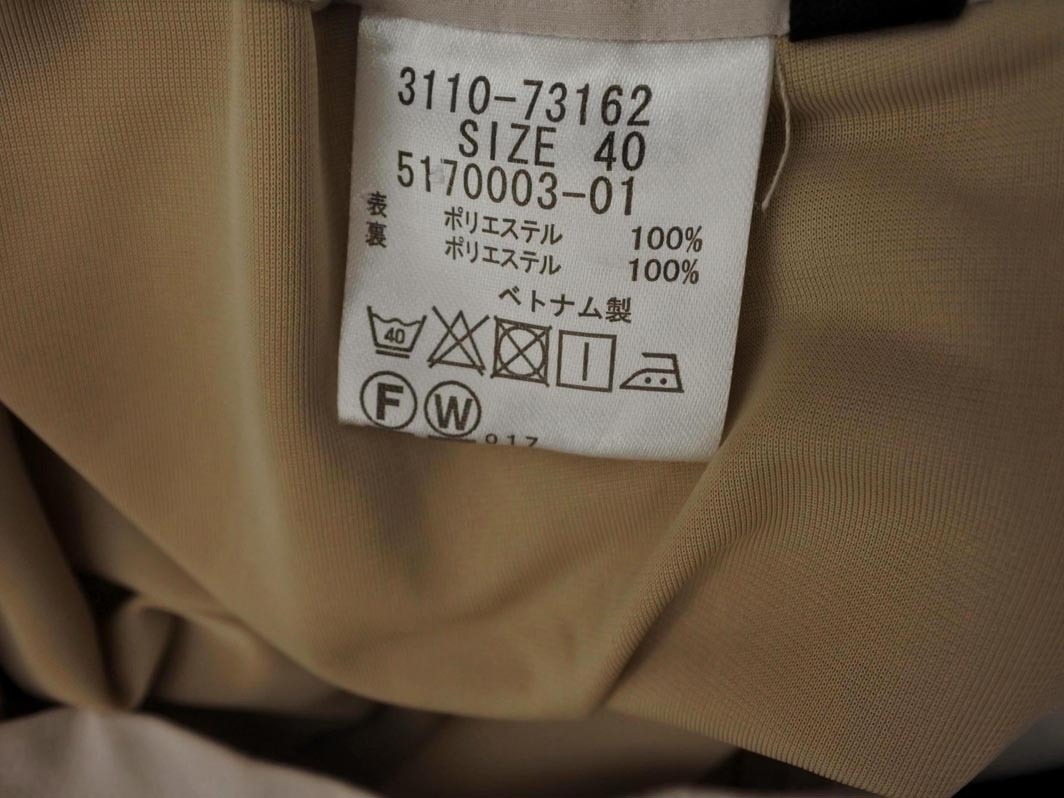 3110-73162
SIZE 40
5170003-01
表 ポリエステル 100%
裏 ポリエステル 100%
ベトナム製
40
F W